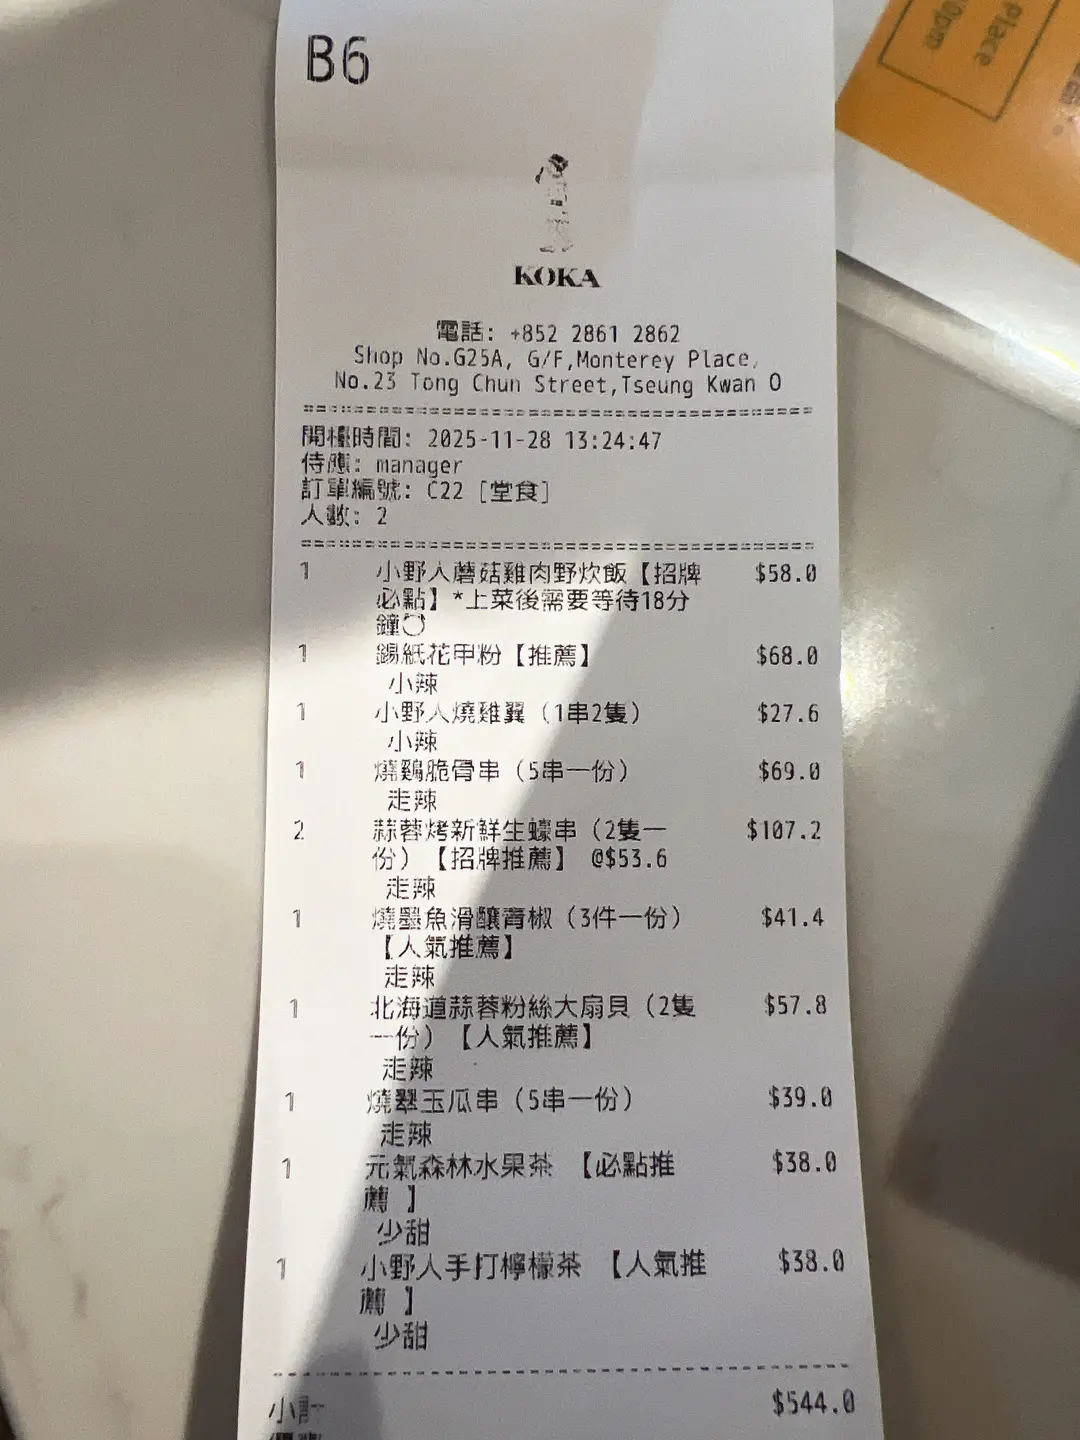 Place
0pm
B6
KOKA
電話: +852 2861 2862
Shop No.G25A, G/F,Monterey Place,
No.23 Tong Chun Street,Tseung Kwan O
開檯時間: 2025-11-28 13:24:47
侍應: manager
訂單編號: C22 [堂食]
人數: 2
1 小野人蘑菇雞肉野炊飯【招牌 $58.0
必點】*上菜後需要等待18分
鐘
1 錫紙花甲粉【推薦】 $68.0
小辣
1 小野人燒雞翼（1串2隻） $27.6
小辣
1 燒鷄脆骨串（5串一份） $69.0
走辣
2 蒜蓉烤新鮮生蠔串（2隻一 $107.2
份）【招牌推薦】 @$53.6
走辣
1 燒墨魚滑釀青椒（3件一份） $41.4
【人氣推薦】
走辣
1 北海道蒜蓉粉絲大扇貝（2隻 $57.8
一份）【人氣推薦】
走辣
1 燒翠玉瓜串（5串一份） $39.0
走辣
1 元氣森林水果茶 【必點推 $38.0
薦 】
少甜
1 小野人手打檸檬茶 【人氣推 $38.0
薦 】
少甜
小計 $544.0